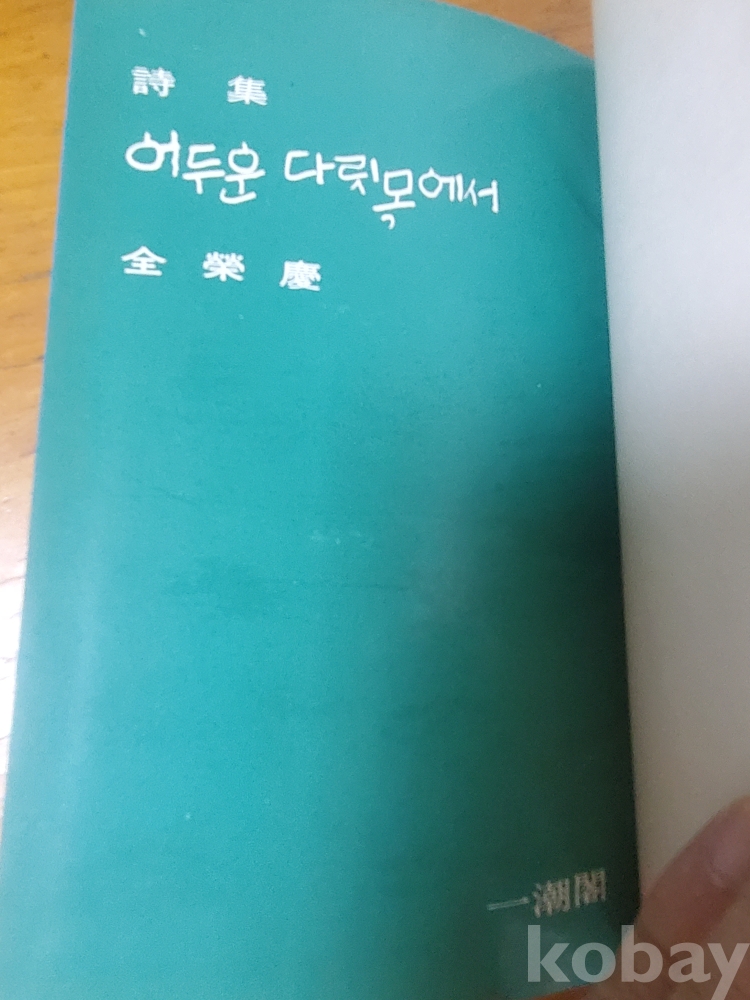 詩集
어두운 다릿목에서
全榮慶
一潮閣
kobay